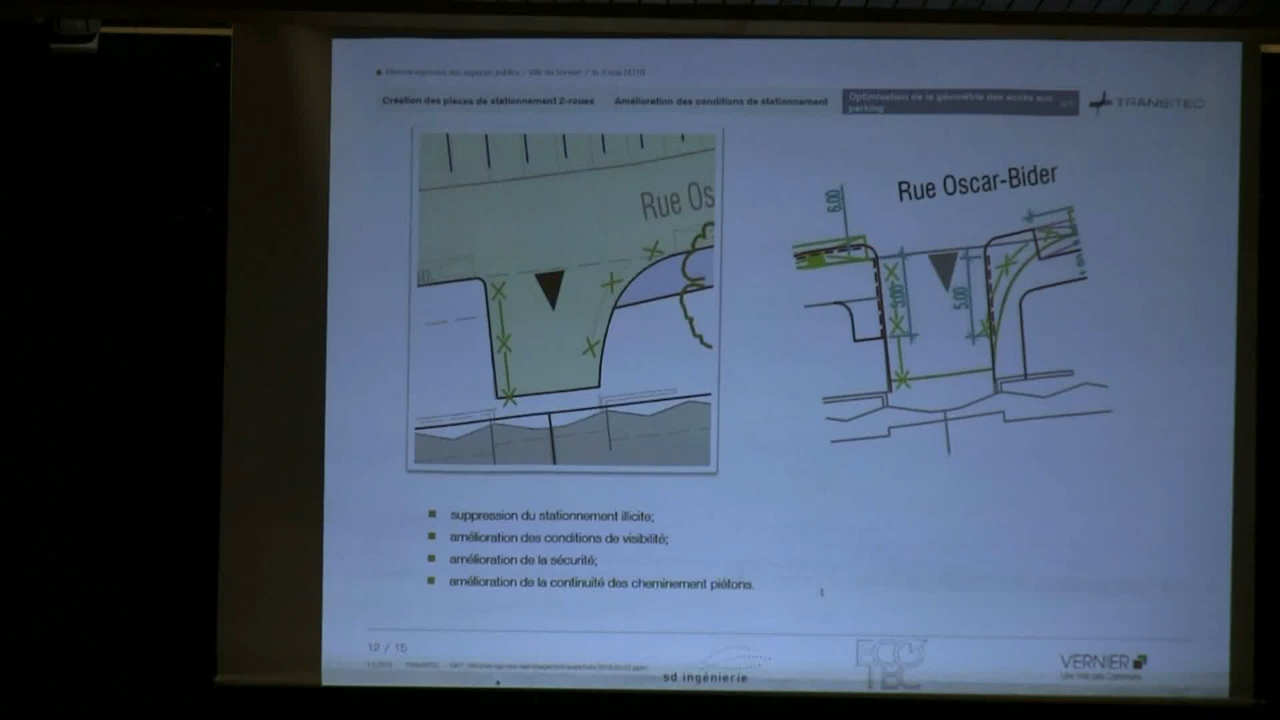 Création des places de stationnement 2-roues
Amélioration des conditions de stationnement
Optimisation de la géométrie des accès aux
parking
TRANSITEC
Rue Os
Rue Oscar-Bider
6.00
5.00
5.00
suppression du stationnement illicite;
amélioration des conditions de visibilité;
amélioration de la sécurité;
amélioration de la continuité des cheminement piétons.
12 / 15
TRANSITEC
sd ingénierie
ECO
TEC
VERNIER